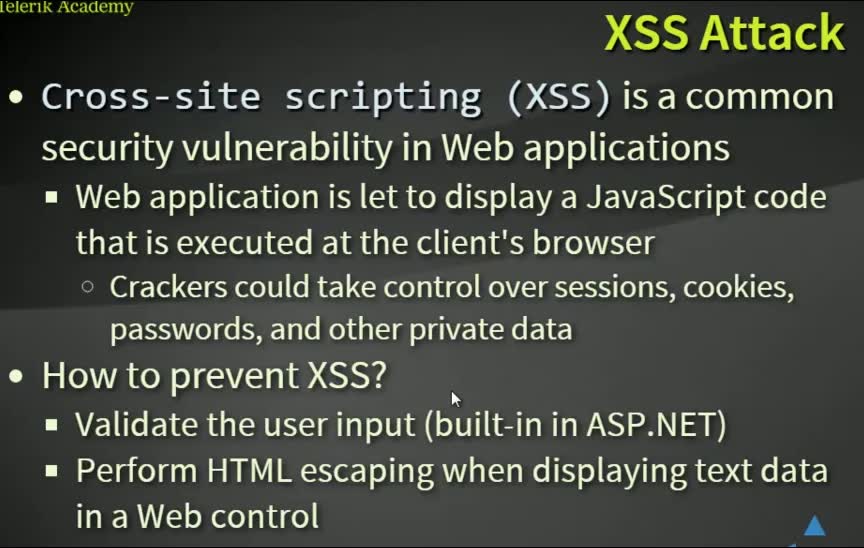 Telerik Academy
XSS Attack
• Cross-site scripting (XSS) is a common
security vulnerability in Web applications
▪ Web application is let to display a JavaScript code
that is executed at the client's browser
○ Crackers could take control over sessions, cookies,
passwords, and other private data
• How to prevent XSS?
▪ Validate the user input (built-in in ASP.NET)
▪ Perform HTML escaping when displaying text data
in a Web control